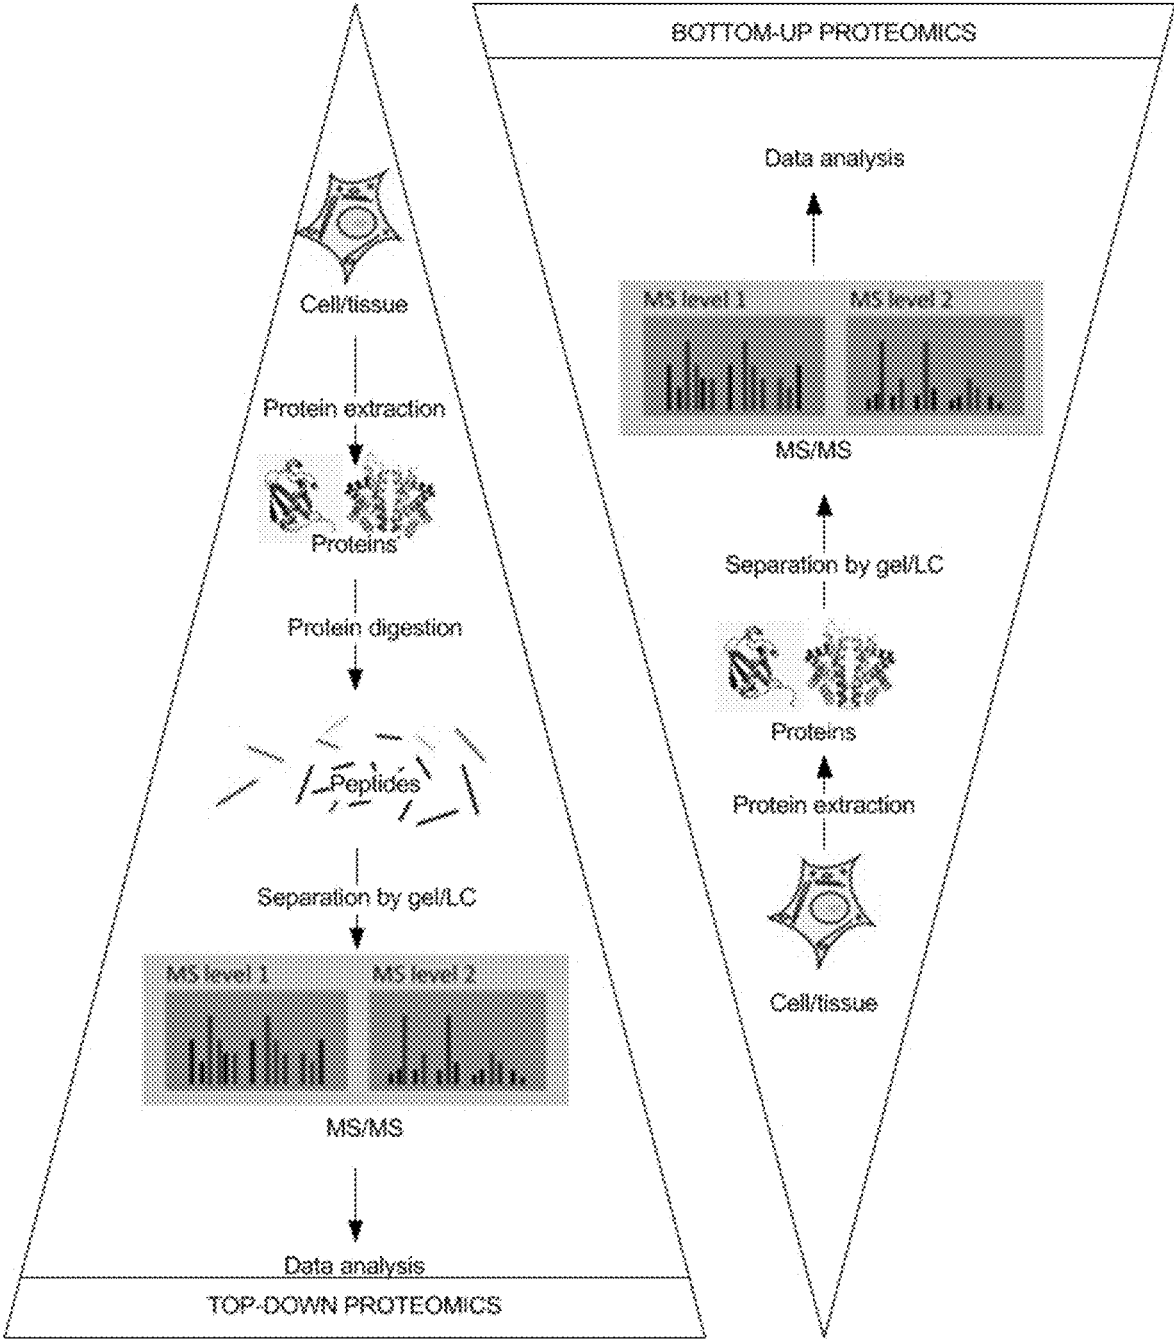 Cell/tissue
Protein extraction
Proteins
Protein digestion
Peptides
Separation by gel/LC
MS level 1
MS level 2
MS/MS
Data analysis
TOP-DOWN PROTEOMICS
BOTTOM-UP PROTEOMICS
Data analysis
MS level 1
MS level 2
MS/MS
Separation by gel/LC
Proteins
Protein extraction
Cell/tissue